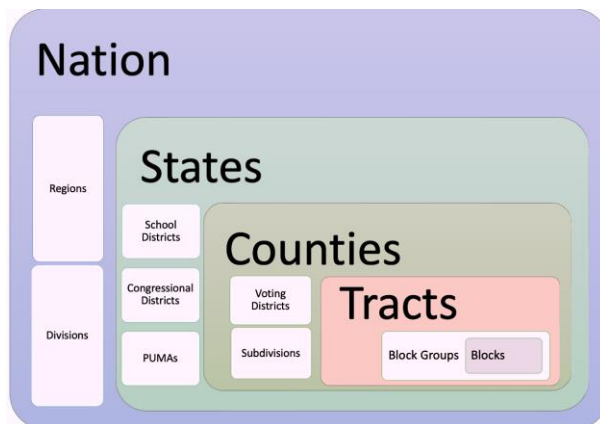 Nation
Regions
States
School
Districts
Counties
Congressional
Districts
Voting
Districts
Tracts
Divisions
PUMAs
Subdivisions
Block Groups
Blocks